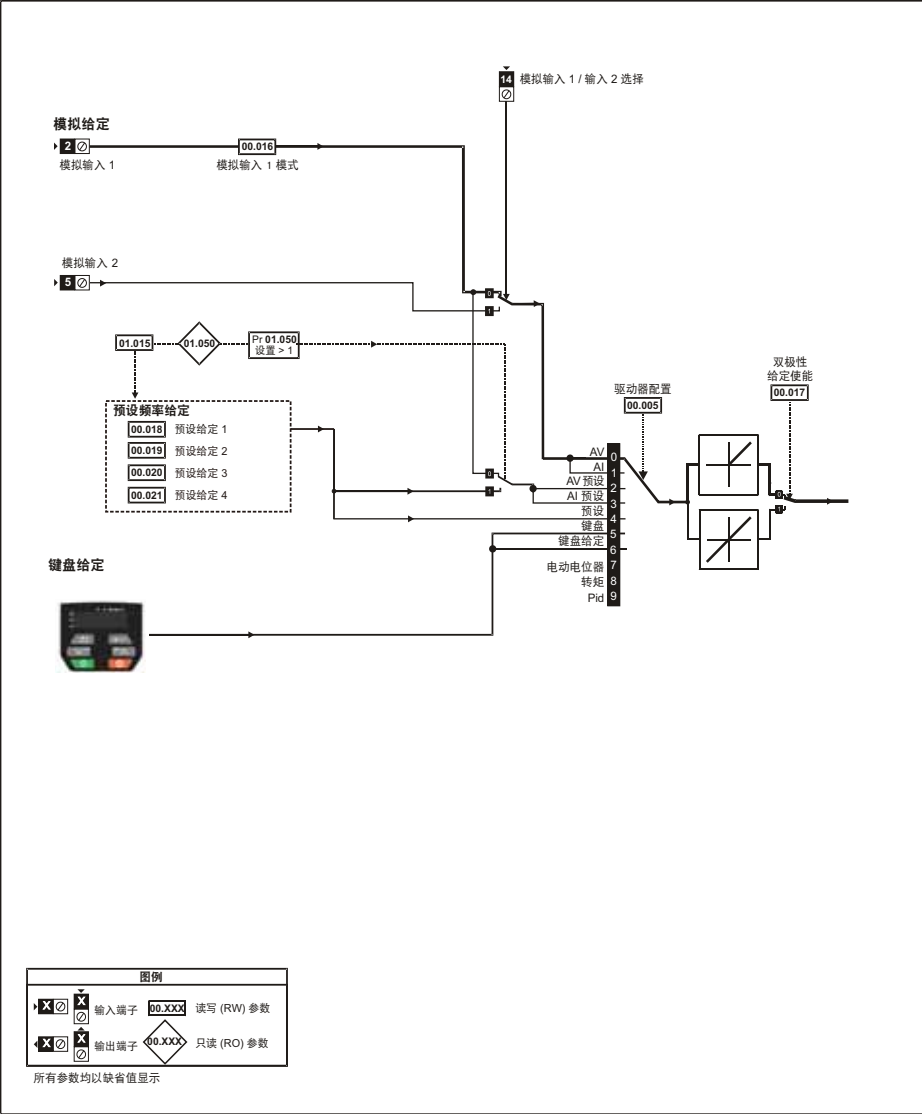 14 模拟输入 1 / 输入 2 选择
模拟给定
2 00.016
模拟输入 1 模拟输入 1 模式
模拟输入 2
5
0
1
01.015 01.050 Pr 01.050
设置 > 1
预设频率给定
00.018 预设给定 1
00.019 预设给定 2
00.020 预设给定 3
00.021 预设给定 4
0
1
驱动器配置
00.005
双极性
给定使能
00.017
AV 0
AI 1
AV 预设 2
AI 预设 3
预设 4
键盘 5
键盘给定 6
电动电位器 7
转矩 8
Pid 9
0
1
键盘给定
图例
X X 输入端子 00.XXX 读写 (RW) 参数
X X 输出端子 00.XXX 只读 (RO) 参数
所有参数均以缺省值显示